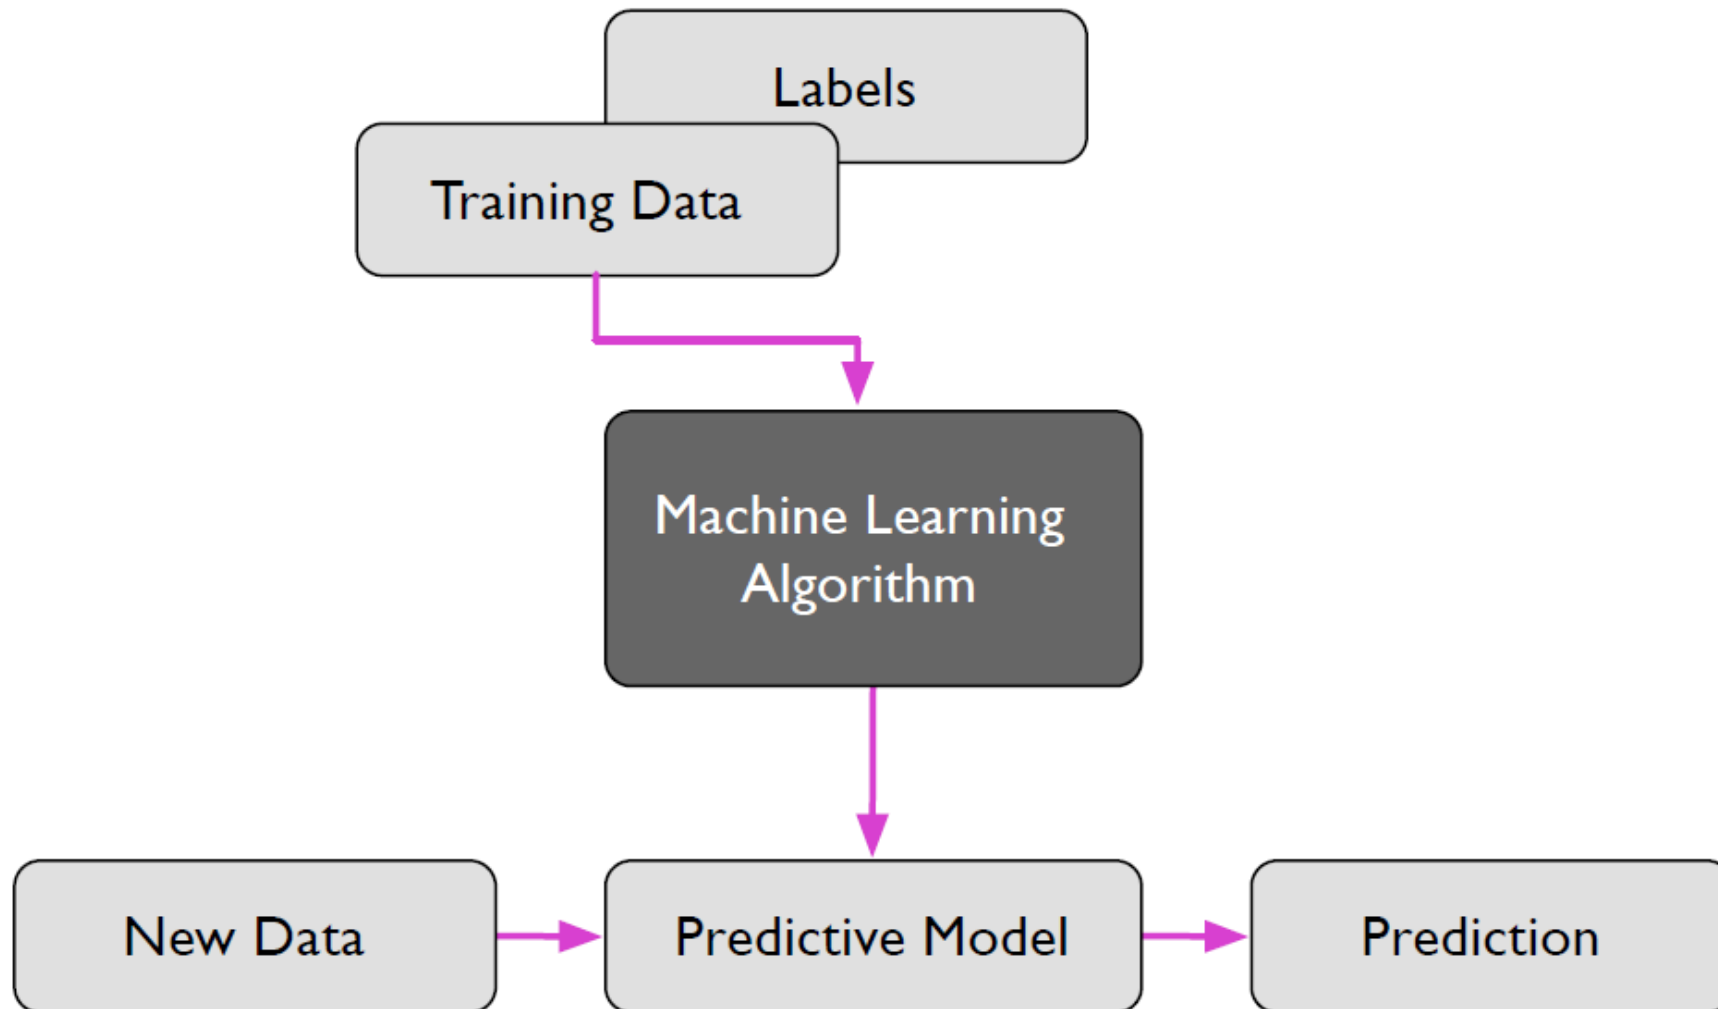 Labels
Training Data
Machine Learning
Algorithm
New Data
Predictive Model
Prediction